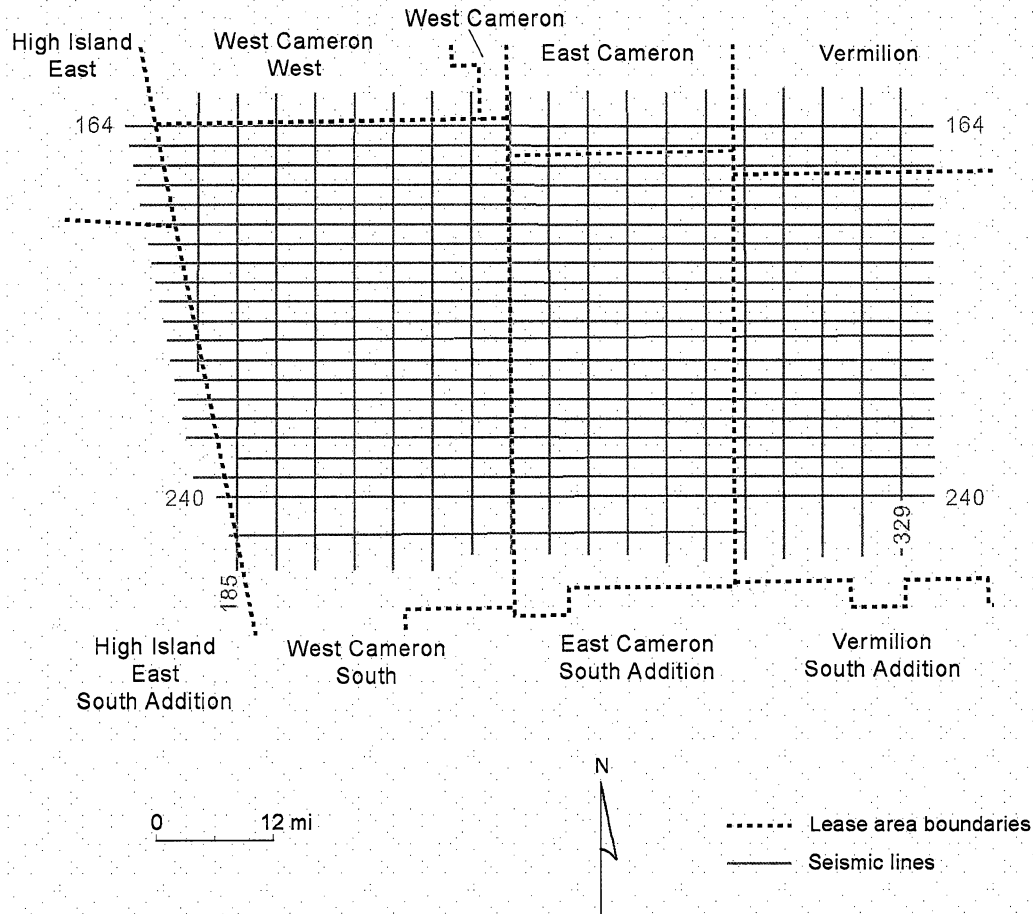 West Cameron
High Island
East
West Cameron
West
East Cameron
Vermilion
164
164
240
240
185
-329
High Island
East
South Addition
West Cameron
South
East Cameron
South Addition
Vermilion
South Addition
N
0 12 mi
Lease area boundaries
Seismic lines